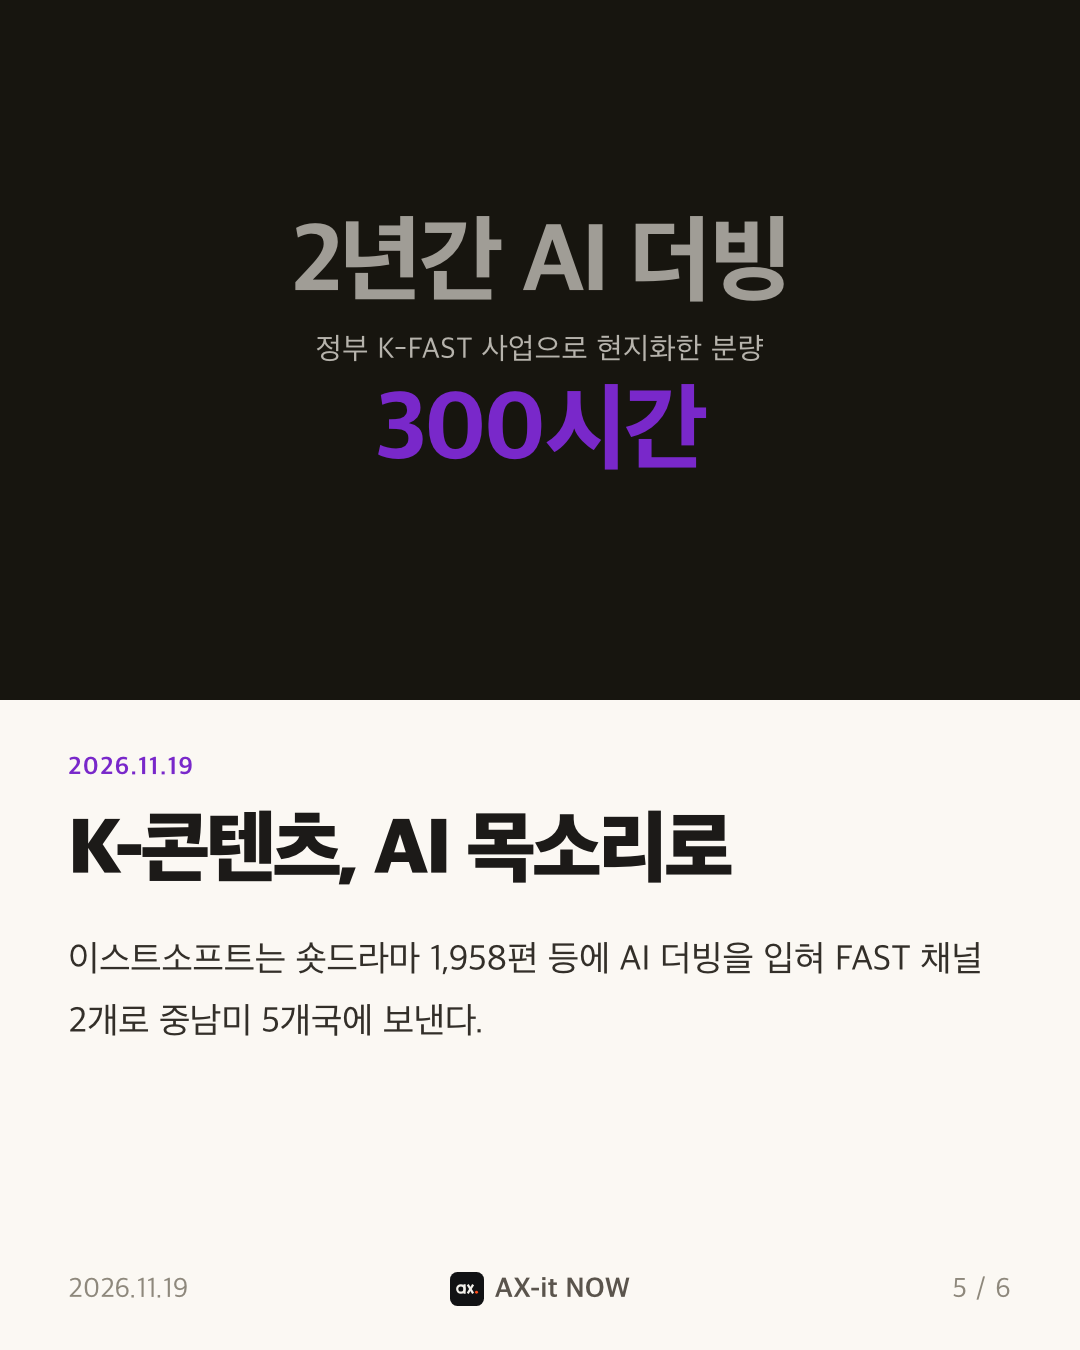 2년간 AI 더빙
정부 K-FAST 사업으로 현지화한 분량
300시간
2026.11.19
K-콘텐츠, AI 목소리로
이스트소프트는 숏드라마 1,958편 등에 AI 더빙을 입혀 FAST 채널
2개로 중남미 5개국에 보낸다.
2026.11.19
ax. AX-it NOW
5 / 6